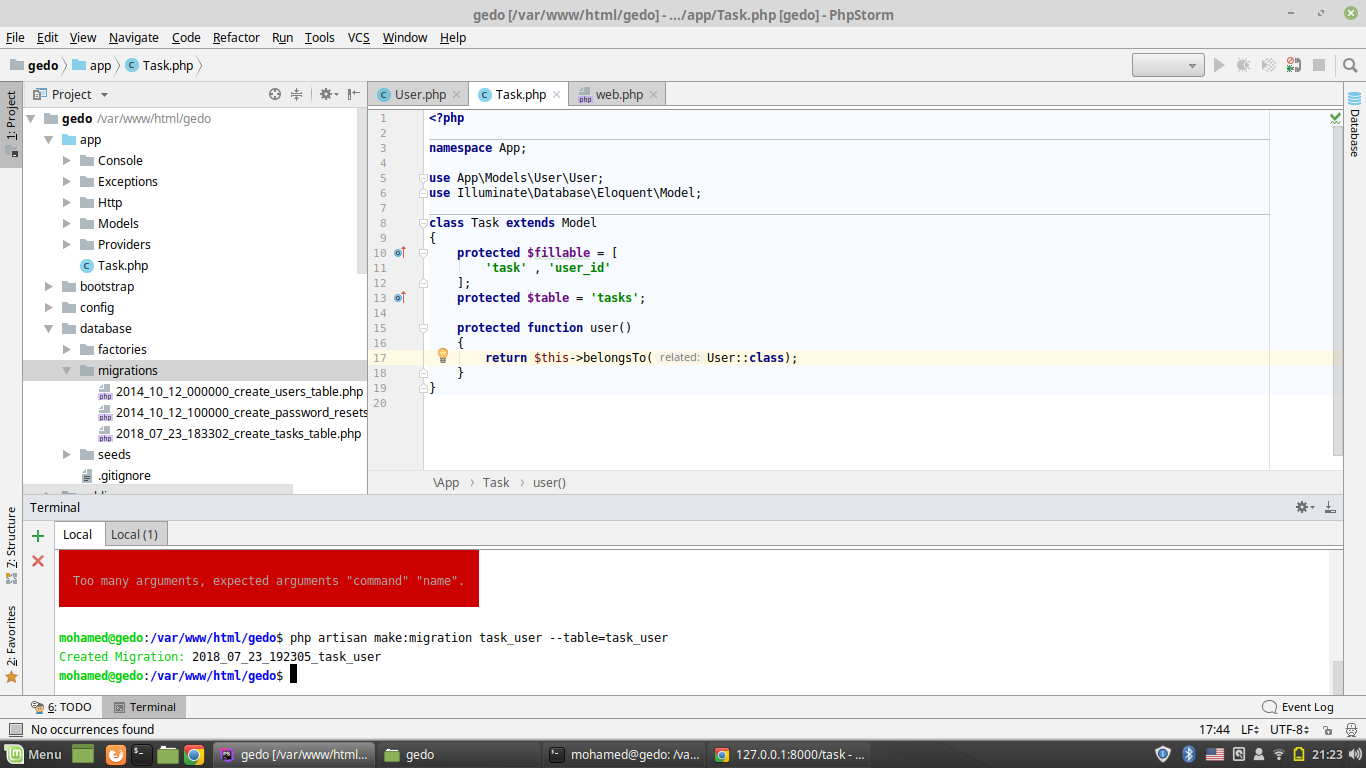 gedo [/var/www/html/gedo] - .../app/Task.php [gedo] - PhpStorm
File Edit View Navigate Code Refactor Run Tools VCS Window Help
gedo app Task.php
1: Project
Project
User.php Task.php web.php
Database
gedo /var/www/html/gedo
app
Console
Exceptions
Http
Models
Providers
Task.php
bootstrap
config
database
factories
migrations
2014_10_12_000000_create_users_table.php
2014_10_12_100000_create_password_resets
2018_07_23_183302_create_tasks_table.php
seeds
.gitignore
1 <?php
2
3 namespace App;
4
5 use App\Models\User\User;
6 use Illuminate\Database\Eloquent\Model;
7
8 class Task extends Model
9 {
10 protected $fillable = [
11 'task' , 'user_id'
12 ];
13 protected $table = 'tasks';
14
15 protected function user()
16 {
17 return $this->belongsTo( related: User::class);
18 }
19 }
20
\App Task user()
Terminal
7: Structure
2: Favorites
Local Local (1)
Too many arguments, expected arguments "command" "name".
mohamed@gedo:/var/www/html/gedo$ php artisan make:migration task_user --table=task_user
Created Migration: 2018_07_23_192305_task_user
mohamed@gedo:/var/www/html/gedo$
6: TODO Terminal Event Log
No occurrences found 17:44 LF UTF-8
Menu gedo [/var/www/html... gedo mohamed@gedo: /va... 127.0.0.1:8000/task - ... 21:23